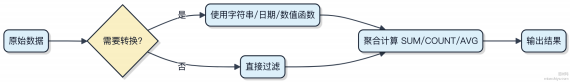 原始数据
需要转换?
是
使用字符串/日期/数值函数
否
直接过滤
聚合计算 SUM/COUNT/AVG
输出结果